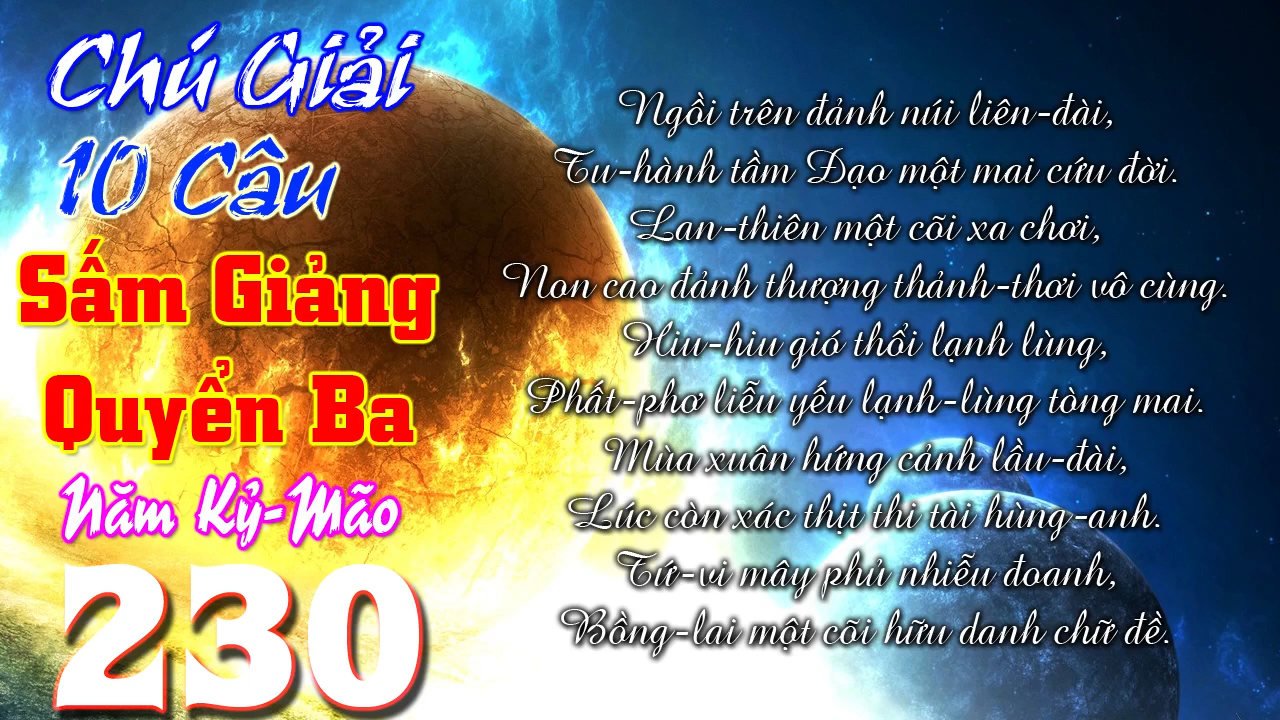 Chú Giải
10 Câu
Sấm Giảng
Quyển Ba
Năm Kỷ-Mão
230
Ngồi trên đảnh núi liên-đài,
Tu-hành tầm Đạo một mai cứu đời.
Lan-thiên một cõi xa chơi,
Non cao đảnh thượng thảnh-thơi vô cùng.
Hiu-hiu gió thổi lạnh lùng,
Phất-phơ liễu yếu lạnh-lùng tòng mai.
Mùa xuân hứng cảnh lầu-đài,
Lúc còn xác thịt thi tài hùng-anh.
Tứ-vi mây phủ nhiễu đoanh,
Bồng-lai một cõi hữu danh chữ đề.